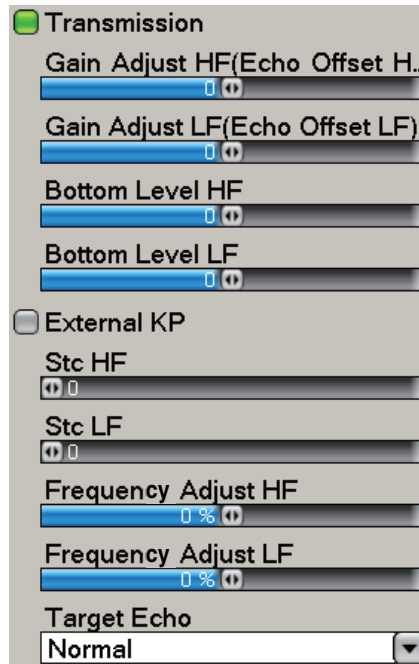 Transmission
Gain Adjust HF(Echo Offset H..
0
Gain Adjust LF(Echo Offset LF)
0
Bottom Level HF
0
Bottom Level LF
0
External KP
Stc HF
0
Stc LF
0
Frequency Adjust HF
0 %
Frequency Adjust LF
0 %
Target Echo
Normal